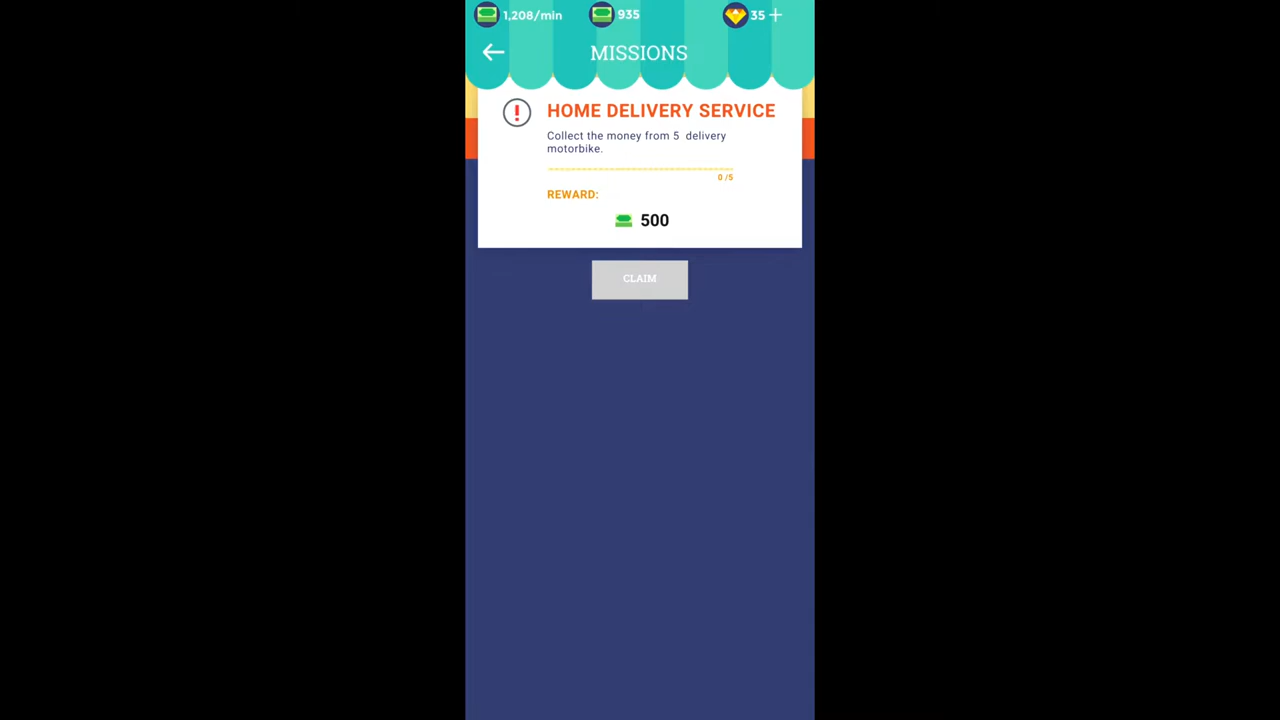 1,208/min 935 35
MISSIONS
HOME DELIVERY SERVICE
Collect the money from 5 delivery
motorbike.
0 /5
REWARD:
500
CLAIM